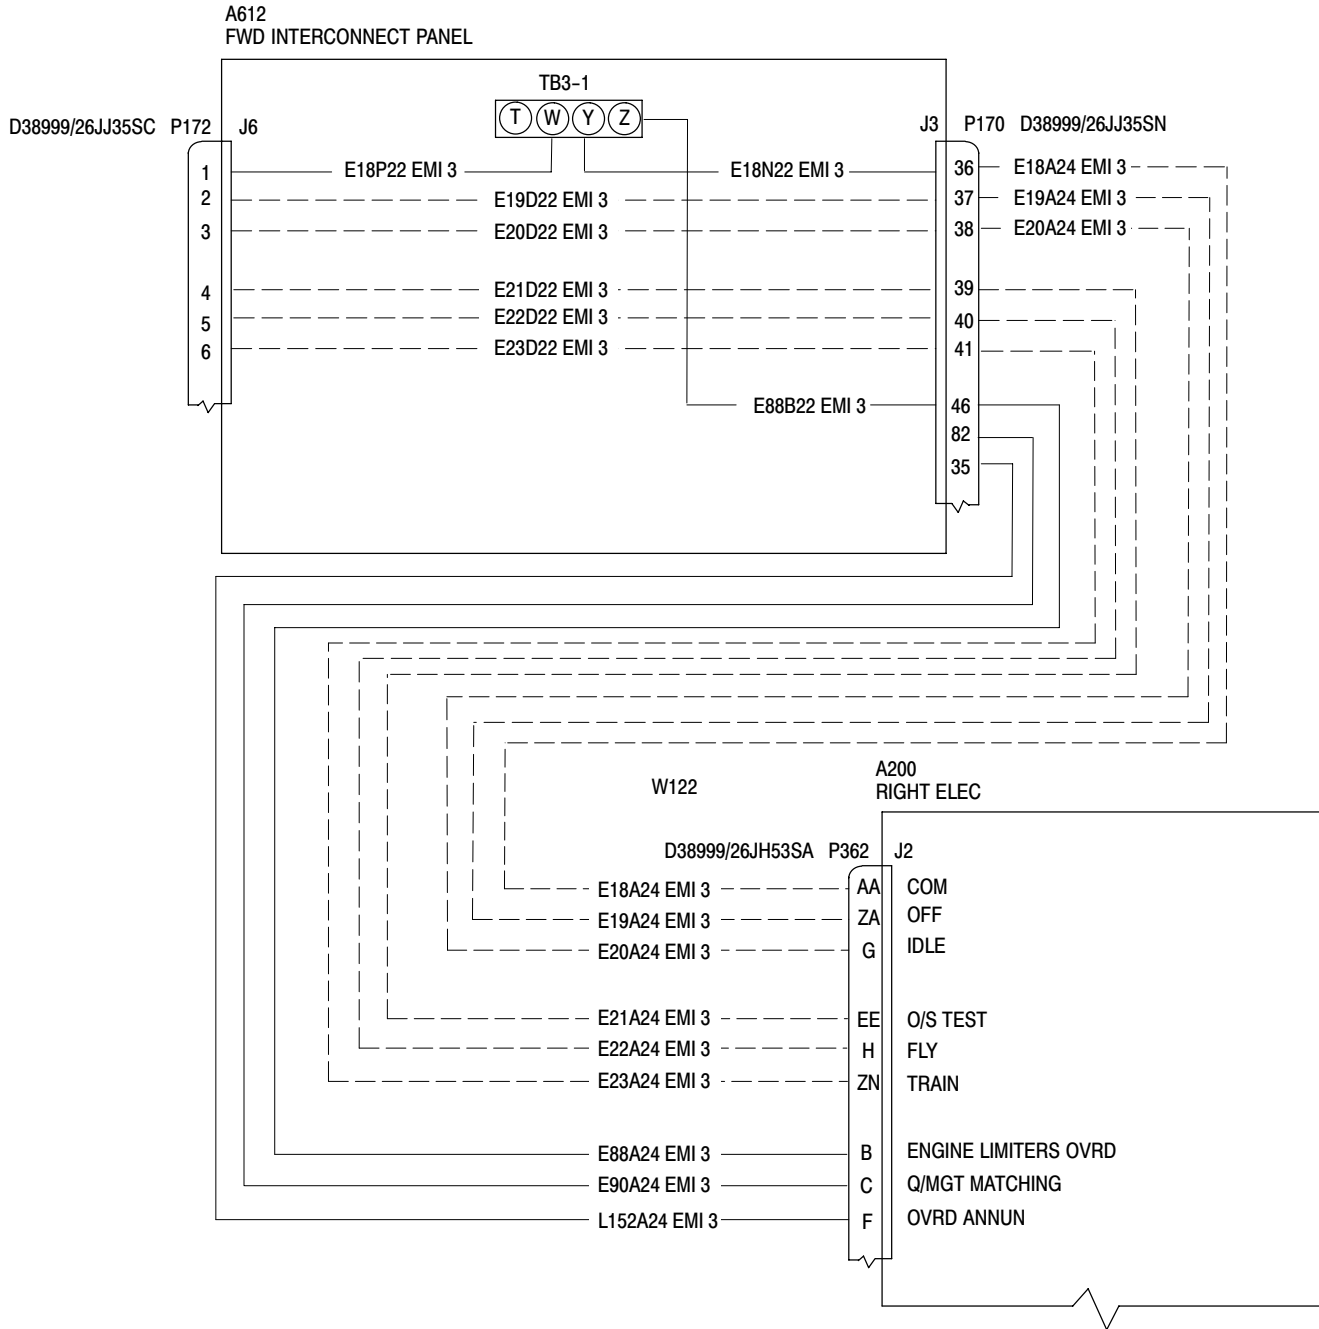 A612
FWD INTERCONNECT PANEL
TB3-1
T W Y Z
D38999/26JJ35SC P172 J6
J3 P170 D38999/26JJ35SN
1 E18P22 EMI 3 E18N22 EMI 3 36 E18A24 EMI 3
2 E19D22 EMI 3 37 E19A24 EMI 3
3 E20D22 EMI 3 38 E20A24 EMI 3
4 E21D22 EMI 3 39
5 E22D22 EMI 3 40
6 E23D22 EMI 3 41
E88B22 EMI 3 46
82
35
W122
A200
RIGHT ELEC
D38999/26JH53SA P362 J2
E18A24 EMI 3 AA COM
E19A24 EMI 3 ZA OFF
E20A24 EMI 3 G IDLE
E21A24 EMI 3 EE O/S TEST
E22A24 EMI 3 H FLY
E23A24 EMI 3 ZN TRAIN
E88A24 EMI 3 B ENGINE LIMITERS OVRD
E90A24 EMI 3 C Q/MGT MATCHING
L152A24 EMI 3 F OVRD ANNUN